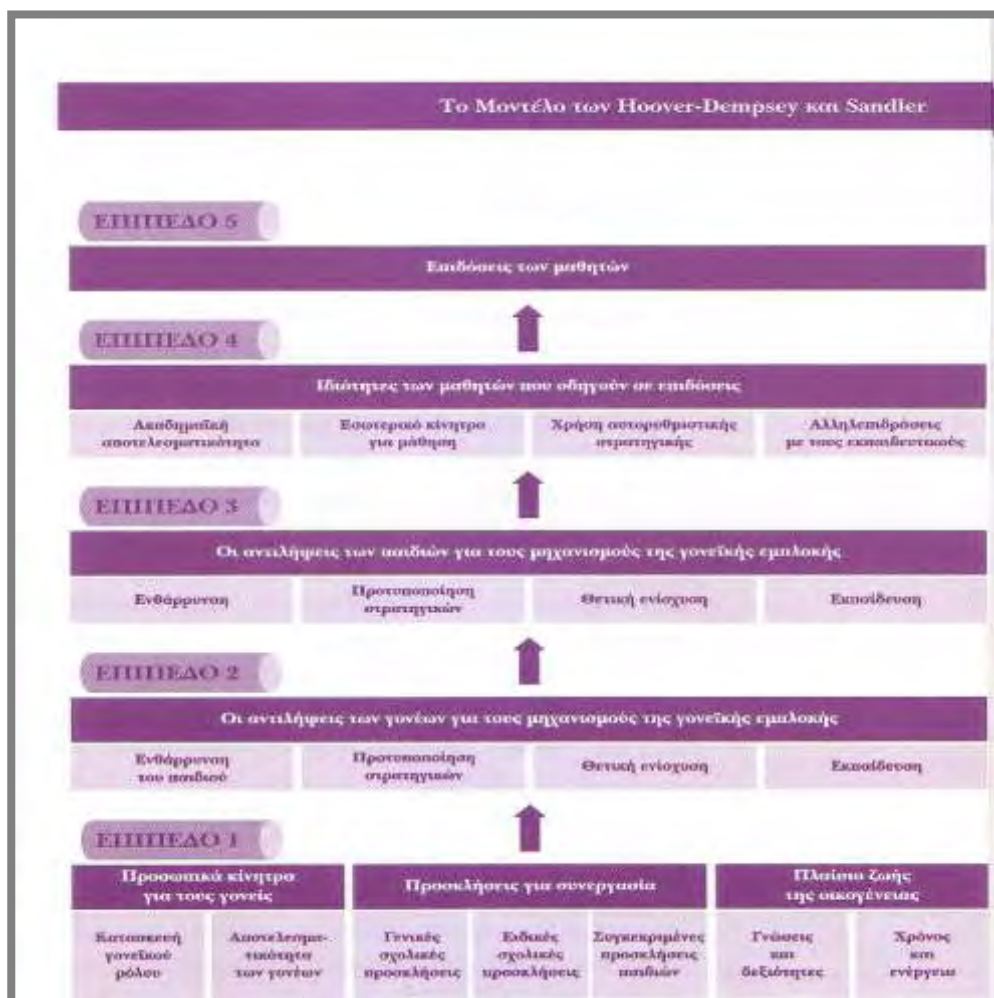 Το Μοντέλο των Hoover-Dempsey και Sandler
ΕΠΙΠΕΔΟ 5
Επιδόσεις των μαθητών
ΕΠΙΠΕΔΟ 4
Ιδιότητες των μαθητών που οδηγούν σε επιδόσεις
Ακαδημαϊκή
αποτελεσματικότητα
Εσωτερικό κίνητρο
για μάθηση
Χρήση αυτορυθμιστικής
στρατηγικής
Αλληλεπιδράσεις
με τους εκπαιδευτικούς
ΕΠΙΠΕΔΟ 3
Οι αντιλήψεις των παιδιών για τους μηχανισμούς της γονεϊκής εμπλοκής
Ενθάρρυνση
Προτυποποίηση
στρατηγικών
Θετική ενίσχυση
Εκπαίδευση
ΕΠΙΠΕΔΟ 2
Οι αντιλήψεις των γονέων για τους μηχανισμούς της γονεϊκής εμπλοκής
Ενθάρρυνση
του παιδιού
Προτυποποίηση
στρατηγικών
Θετική ενίσχυση
Εκπαίδευση
ΕΠΙΠΕΔΟ 1
Προσωπικά κίνητρα
για τους γονείς
Προσκλήσεις για συνεργασία
Πλαίσιο ζωής
της οικογένειας
Κατασκευή
γονεϊκού
ρόλου
Αποτελεσμα-
τικότητα
των γονέων
Γενικές
σχολικές
προσκλήσεις
Ειδικές
σχολικές
προσκλήσεις
Συγκεκριμένες
προσκλήσεις
παιδιών
Γνώσεις
και
δεξιότητες
Χρόνος
και
ενέργεια